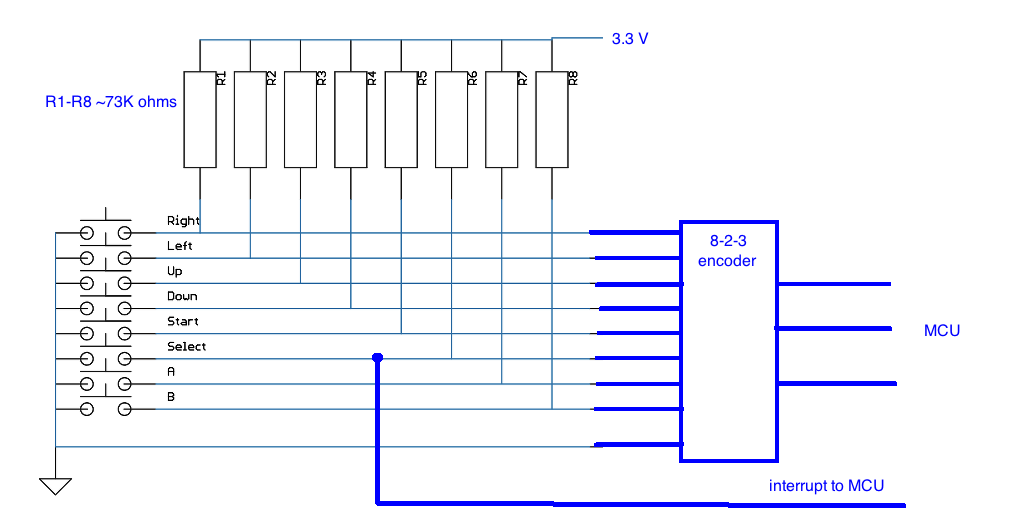 3.3 V
R1
R2
R3
R4
R5
R6
R7
R8
R1-R8 ~73K ohms
Right
Left
Up
Down
Start
Select
A
B
8-2-3
encoder
MCU
interrupt to MCU